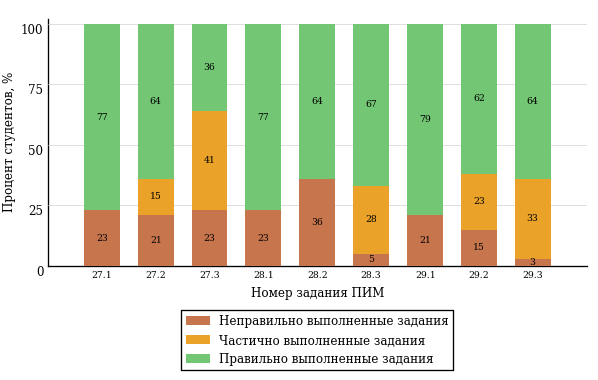 Процент студентов, %
100
75
50
25
0
77 64 36 77 64 67 79 62 64
15 41 28 23 33
23 21 23 23 36 5 21 15 3
27.1 27.2 27.3 28.1 28.2 28.3 29.1 29.2 29.3
Номер задания ПИМ
Неправильно выполненные задания
Частично выполненные задания
Правильно выполненные задания